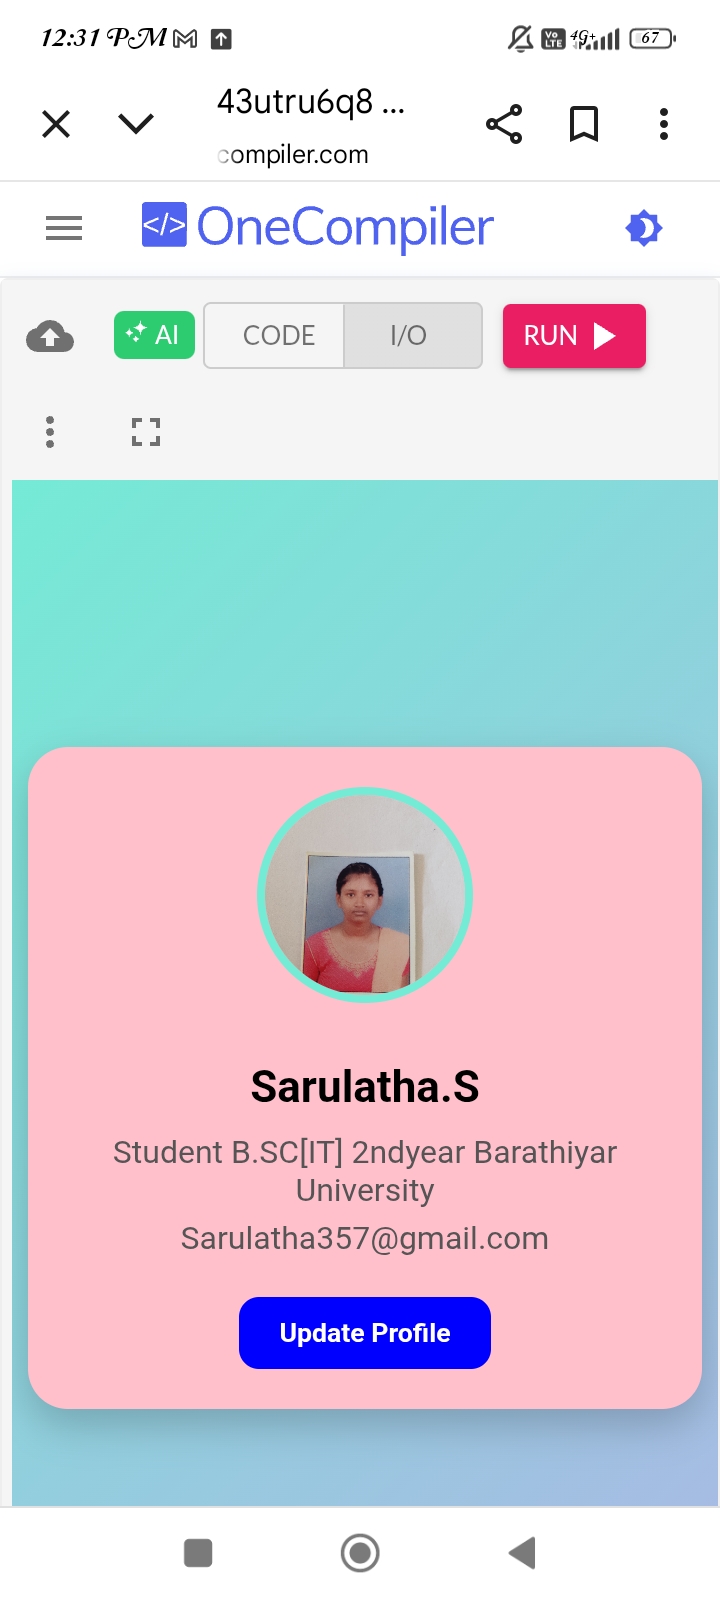 12:31 PM
Vo LTE 4G+ 67
43utru6q8 ...
compiler.com
</> OneCompiler
AI CODE I/O RUN
Sarulatha.S
Student B.SC[IT] 2ndyear Barathiyar
University
Sarulatha357@gmail.com
Update Profile